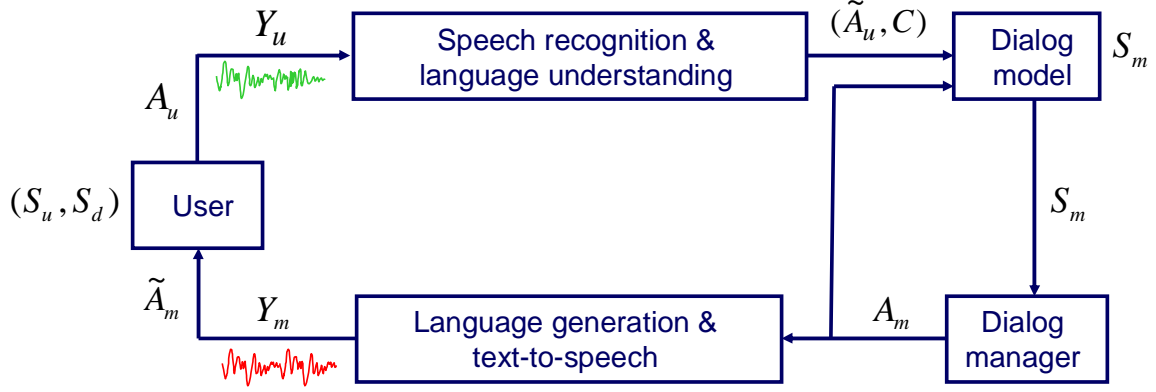 Y_u
Speech recognition &
language understanding
(Ã_u, C)
Dialog
model
S_m
A_u
(S_u, S_d)
User
S_m
Ã_m
Y_m
Language generation &
text-to-speech
A_m
Dialog
manager